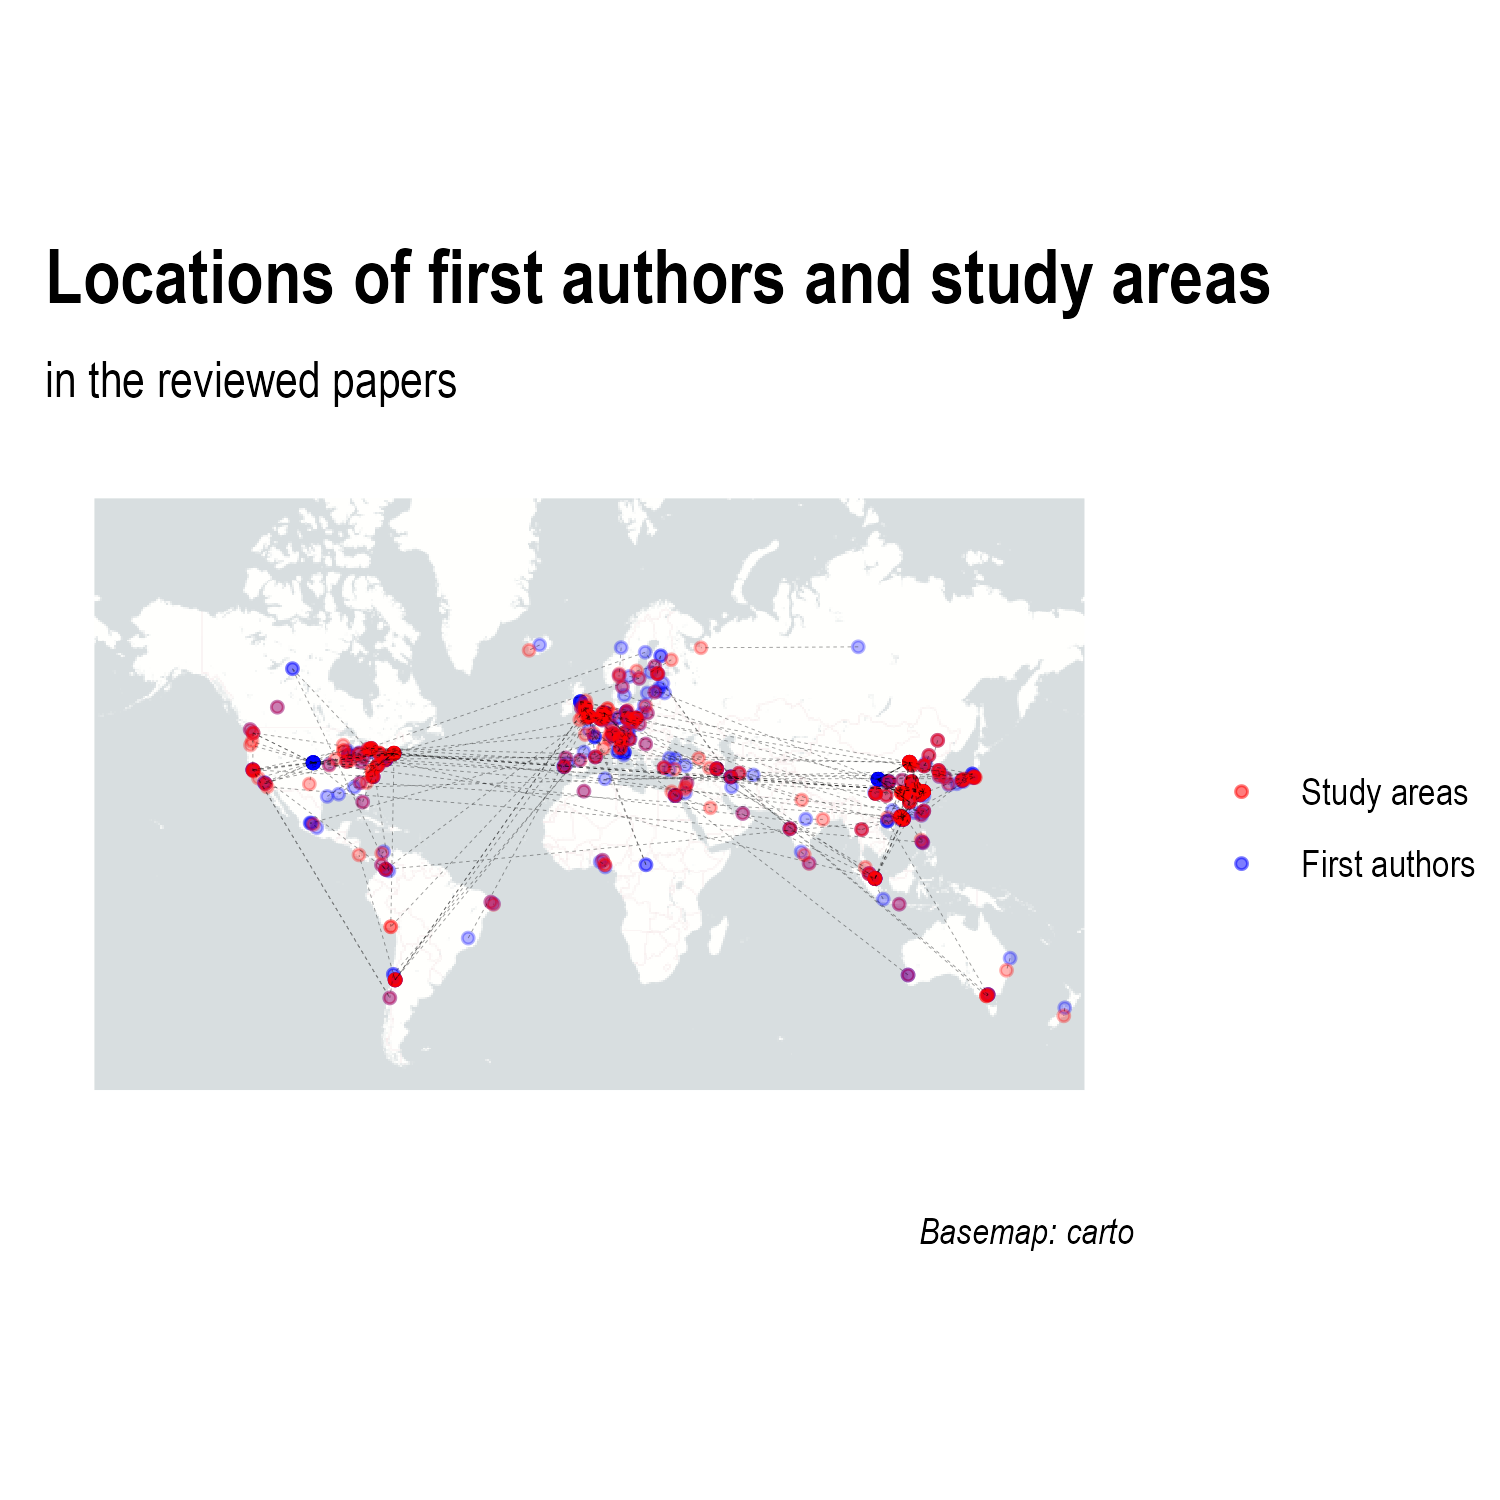 Locations of first authors and study areas
in the reviewed papers
Study areas
First authors
Basemap: carto